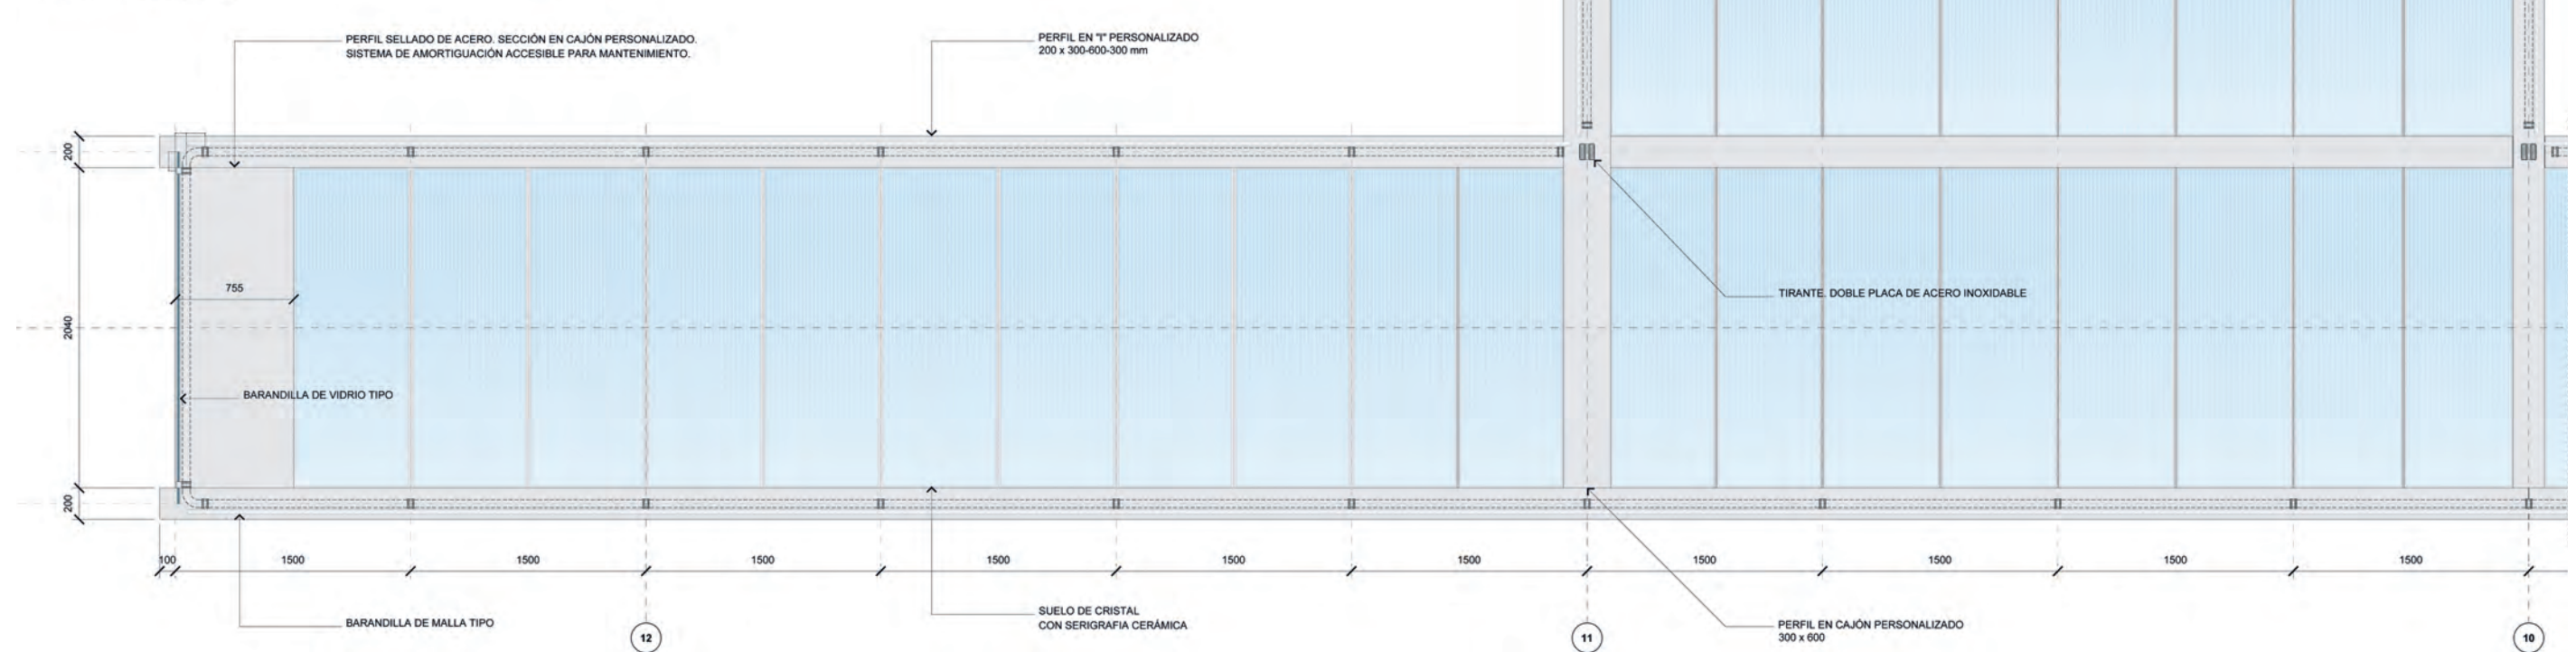 PERFIL SELLADO DE ACERO. SECCIÓN EN CAJÓN PERSONALIZADO.
SISTEMA DE AMORTIGUACIÓN ACCESIBLE PARA MANTENIMIENTO.
PERFIL EN "I" PERSONALIZADO
200 x 300-600-300 mm
200
755
TIRANTE. DOBLE PLACA DE ACERO INOXIDABLE
2040
BARANDILLA DE VIDRIO TIPO
200
100 1500 1500 1500 1500 1500 1500 1500 1500 1500 1500
SUELO DE CRISTAL
CON SERIGRAFIA CERÁMICA
BARANDILLA DE MALLA TIPO
PERFIL EN CAJÓN PERSONALIZADO
300 x 600
12 11 10